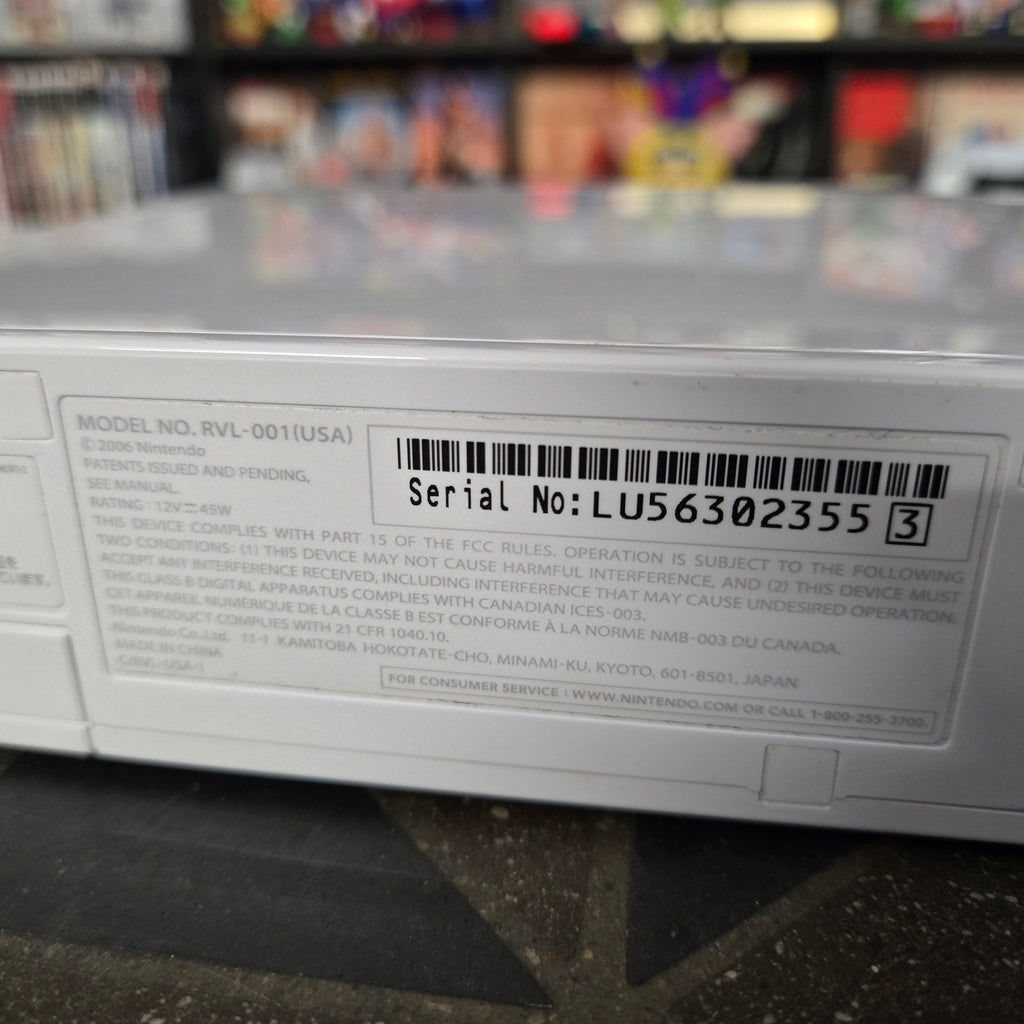 MODEL NO. RVL-001(USA)
©2006 Nintendo
PATENTS ISSUED AND PENDING,
SEE MANUAL.
RATING : 12V⎓45W
Serial No:LU56302355 3
THIS DEVICE COMPLIES WITH PART 15 OF THE FCC RULES. OPERATION IS SUBJECT TO THE FOLLOWING
TWO CONDITIONS: (1) THIS DEVICE MAY NOT CAUSE HARMFUL INTERFERENCE, AND (2) THIS DEVICE MUST
ACCEPT ANY INTERFERENCE RECEIVED, INCLUDING INTERFERENCE THAT MAY CAUSE UNDESIRED OPERATION.
THIS CLASS B DIGITAL APPARATUS COMPLIES WITH CANADIAN ICES-003.
CET APPAREIL NUMÉRIQUE DE LA CLASSE B EST CONFORME À LA NORME NMB-003 DU CANADA.
THIS PRODUCT COMPLIES WITH 21 CFR 1040.10.
Nintendo Co., Ltd. 11-1 KAMITOBA HOKOTATE-CHO, MINAMI-KU, KYOTO, 601-8501, JAPAN
MADE IN CHINA
C/RVL-USA-1
FOR CONSUMER SERVICE : WWW.NINTENDO.COM OR CALL 1-800-255-3700.